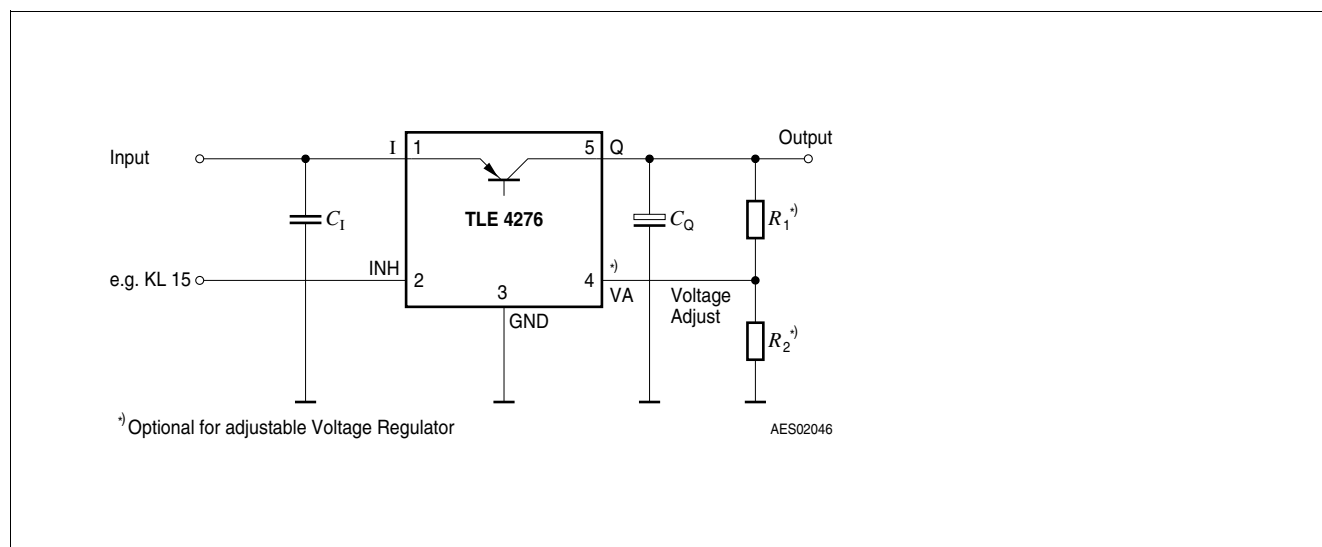 Output
Input
I 1
5 Q
TLE 4276
C_I
C_Q
R_1 *)
INH
e.g. KL 15
2
3
GND
*)
4
VA
Voltage
Adjust
R_2 *)
*) Optional for adjustable Voltage Regulator
AES02046